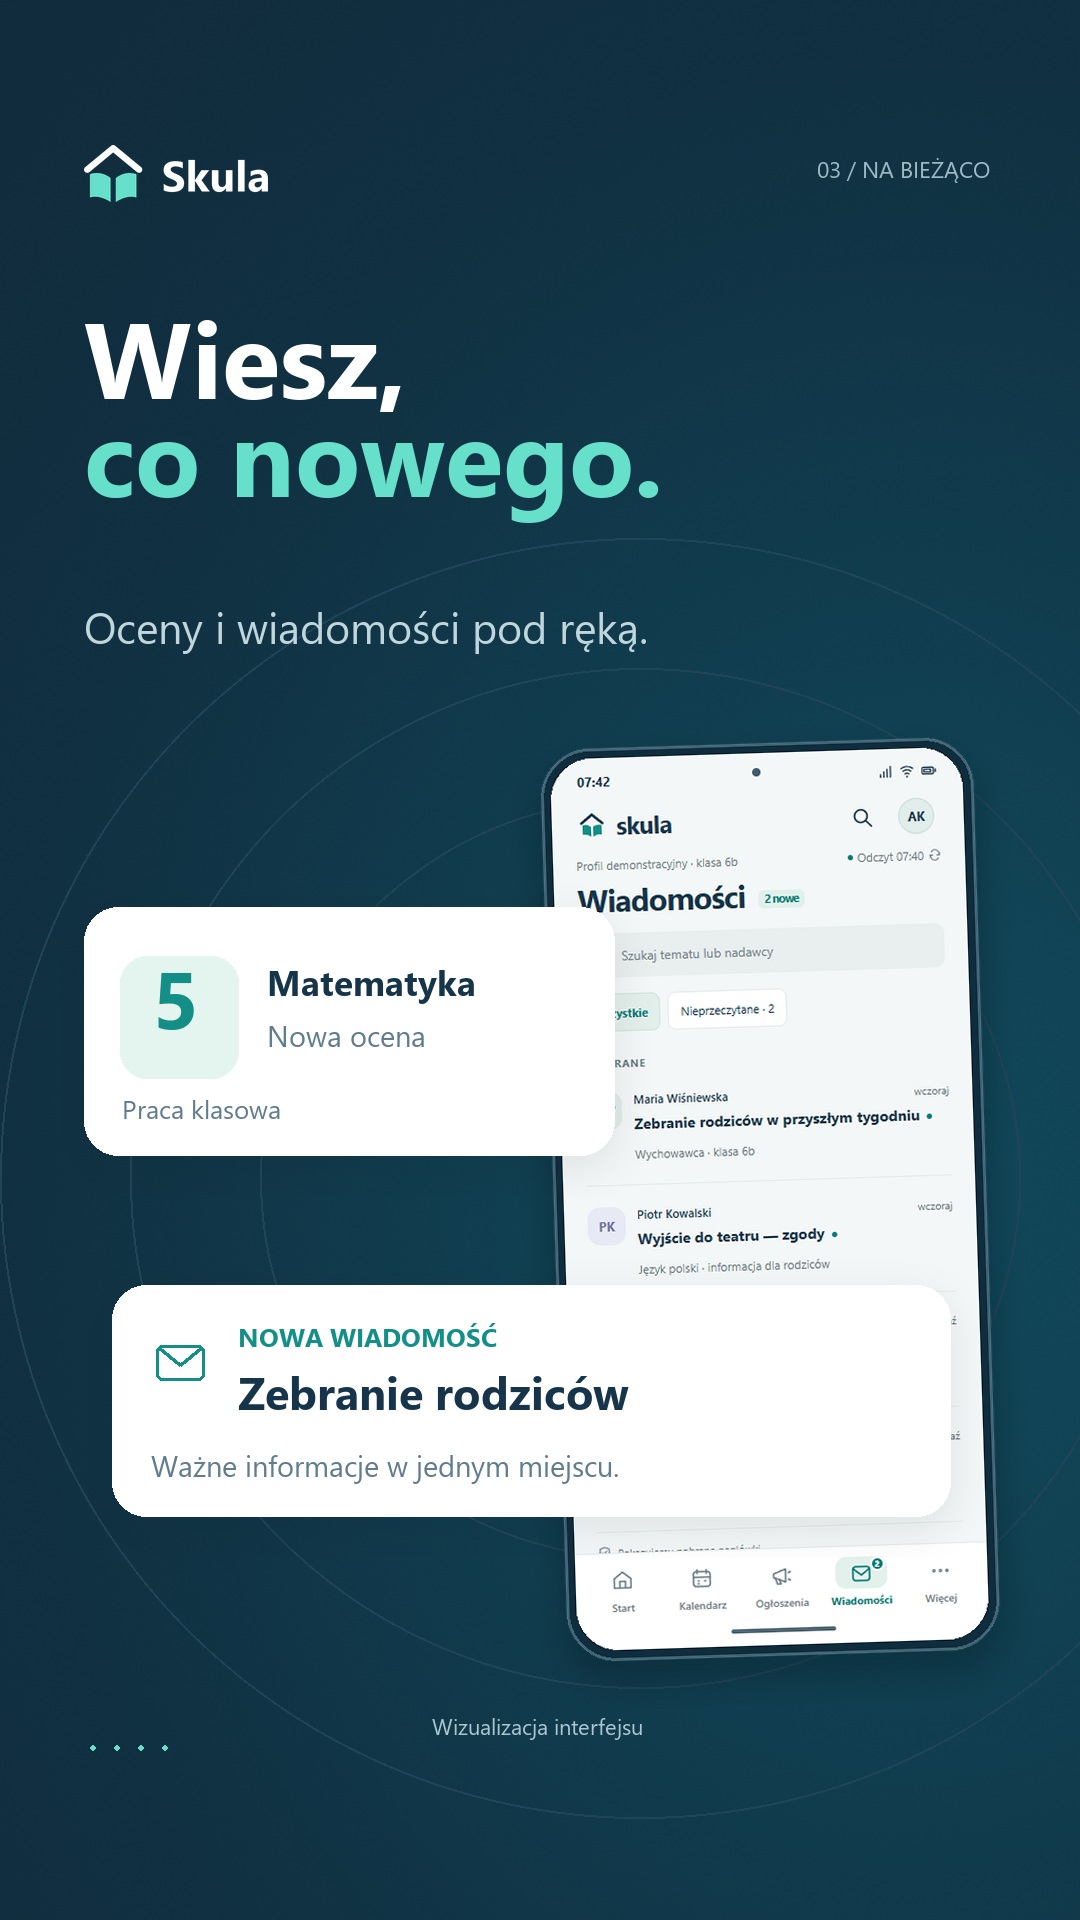 Skula
03 / NA BIEŻĄCO
Wiesz,
co nowego.
Oceny i wiadomości pod ręką.
07:42
skula
AK
Profil demonstracyjny · klasa 6b
Odczyt 07:40
Wiadomości
2 nowe
Szukaj tematu lub nadawcy
Nieprzeczytane · 2
5
Matematyka
Nowa ocena
Praca klasowa
Maria Wiśniewska
wczoraj
Zebranie rodziców w przyszłym tygodniu
Wychowawca · klasa 6b
PK
Piotr Kowalski
wczoraj
Wyjście do teatru — zgody
Język polski · informacja dla rodziców
NOWA WIADOMOŚĆ
Zebranie rodziców
Ważne informacje w jednym miejscu.
2
Start
Kalendarz
Ogłoszenia
Wiadomości
Więcej
Wizualizacja interfejsu